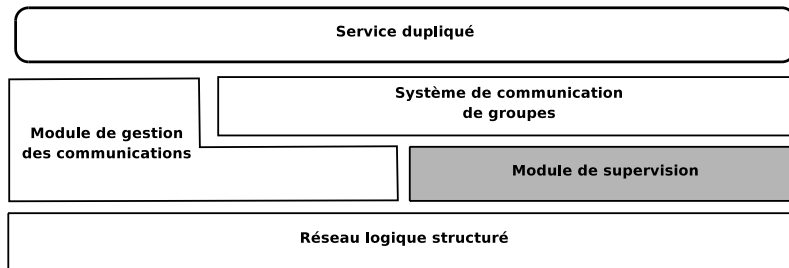 Service dupliqué
Système de communication
de groupes
Module de gestion
des communications
Module de supervision
Réseau logique structuré